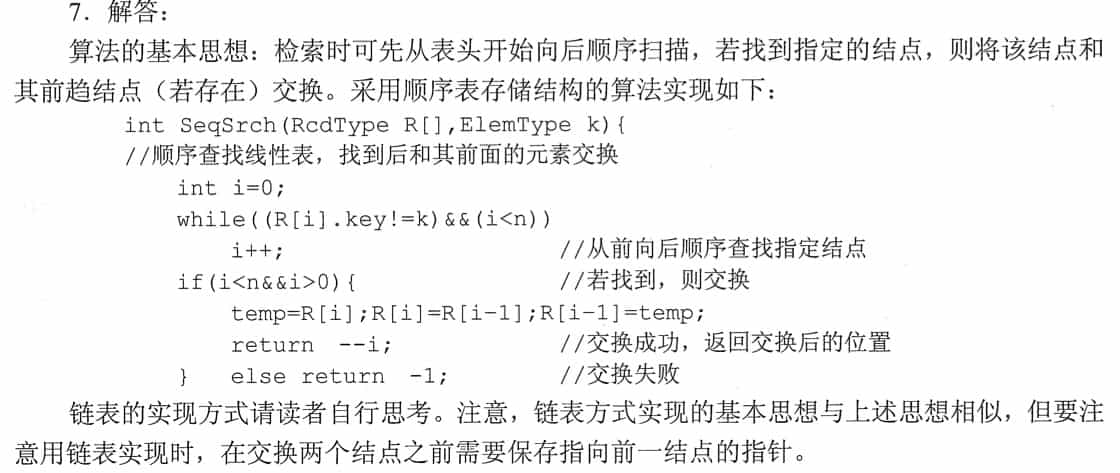 7．解答：
算法的基本思想：检索时可先从表头开始向后顺序扫描，若找到指定的结点，则将该结点和
其前趋结点（若存在）交换。采用顺序表存储结构的算法实现如下：
int SeqSrch(RcdType R[],ElemType k){
//顺序查找线性表，找到后和其前面的元素交换
int i=0;
while((R[i].key!=k)&&(i<n))
i++; //从前向后顺序查找指定结点
if(i<n&&i>0){ //若找到，则交换
temp=R[i];R[i]=R[i-1];R[i-1]=temp;
return --i; //交换成功，返回交换后的位置
} else return -1; //交换失败
链表的实现方式请读者自行思考。注意，链表方式实现的基本思想与上述思想相似，但要注
意用链表实现时，在交换两个结点之前需要保存指向前一结点的指针。